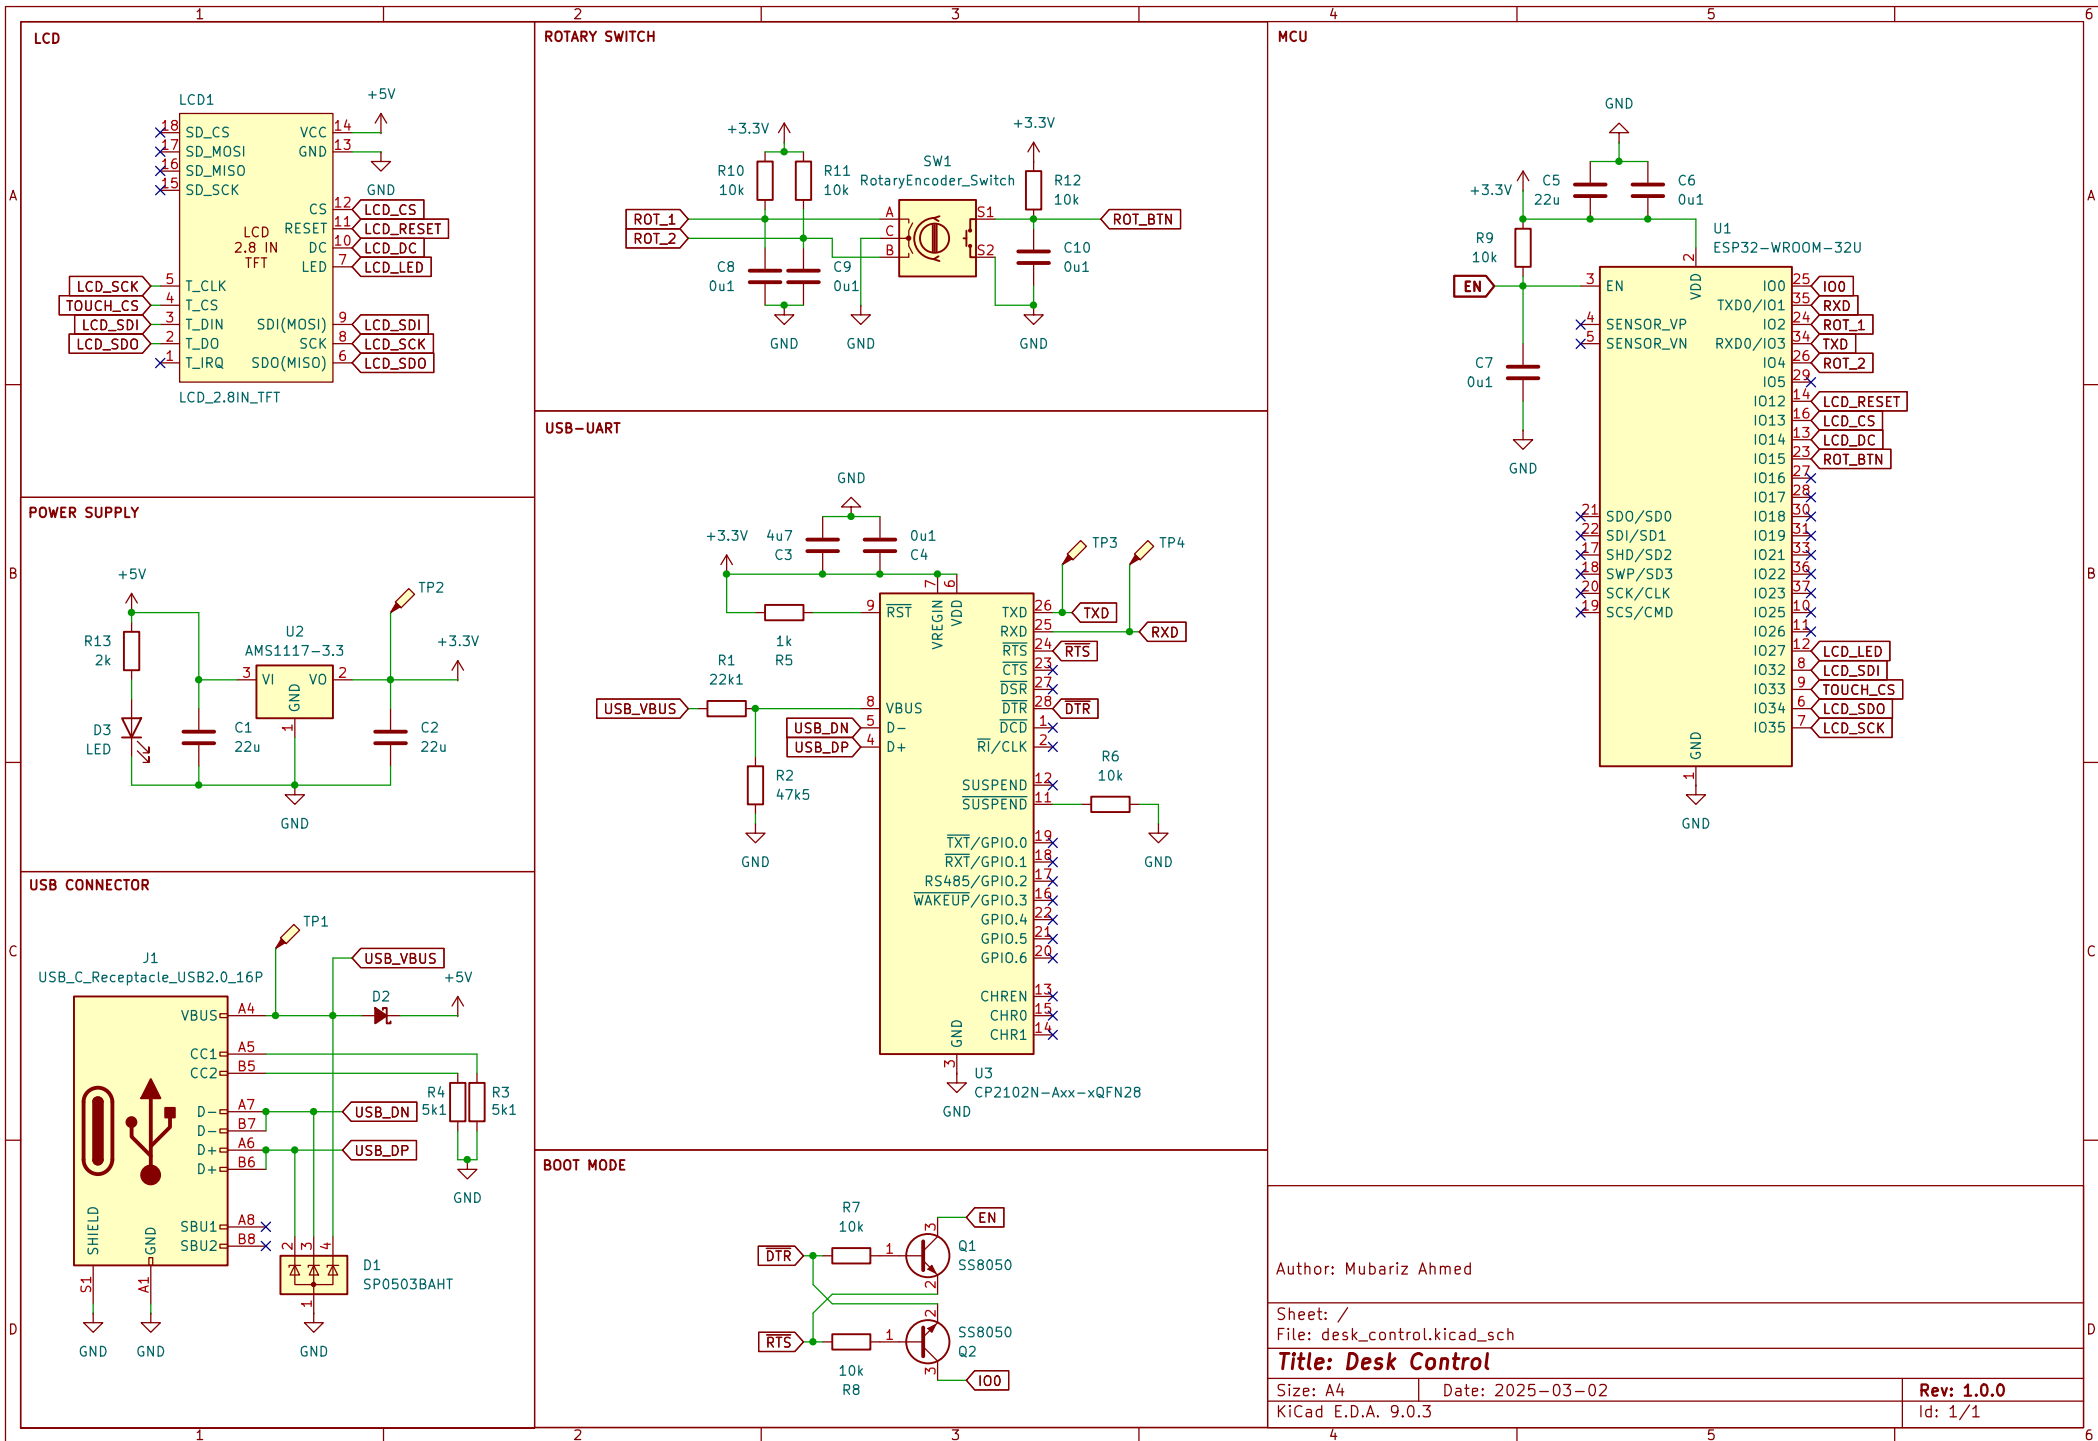 1 2 3 4 5 6
A
B
C
D
LCD
LCD1
+5V
18 SD_CS
17 SD_MOSI
16 SD_MISO
15 SD_SCK
VCC 14
GND 13
GND
CS 12 LCD_CS
RESET 11 LCD_RESET
DC 10 LCD_DC
LED 7 LCD_LED
LCD
2.8 IN
TFT
LCD_SCK 5 T_CLK
TOUCH_CS 4 T_CS
LCD_SDI 3 T_DIN
LCD_SDO 2 T_DO
1 T_IRQ
SDI(MOSI) 9 LCD_SDI
SCK 8 LCD_SCK
SDO(MISO) 6 LCD_SDO
LCD_2.8IN_TFT
POWER SUPPLY
+5V
R13
2k
D3
LED
U2
AMS1117-3.3
3 VI
VO 2
GND
1
C1
22u
C2
22u
TP2
+3.3V
GND
USB CONNECTOR
TP1
J1
USB_C_Receptacle_USB2.0_16P
USB_VBUS
+5V
D2
VBUS A4
CC1 A5
CC2 B5
D- A7
D- B7
D+ A6
D+ B6
SBU1 A8
SBU2 B8
USB_DN
USB_DP
R4
5k1
R3
5k1
GND
SHIELD
GND
S1
A1
GND
GND
2 3 4
1
D1
SP0503BAHT
GND
ROTARY SWITCH
+3.3V
R10
10k
R11
10k
ROT_1
ROT_2
C8
0u1
C9
0u1
GND
GND
SW1
RotaryEncoder_Switch
A
C
B
S1
S2
+3.3V
R12
10k
ROT_BTN
C10
0u1
GND
USB-UART
GND
+3.3V
4u7
C3
0u1
C4
TP3
TP4
7 6
VREGIN
VDD
9 RST
1k
R5
R1
22k1
USB_VBUS
8 VBUS
USB_DN 5 D-
USB_DP 4 D+
R2
47k5
GND
TXD 26 TXD
RXD 25 RXD
RTS 24 RTS
CTS 23
DSR 27
DTR 28 DTR
DCD 1
RI/CLK 2
SUSPEND 12
SUSPEND 11
R6
10k
GND
TXT/GPIO.0 19
RXT/GPIO.1 18
RS485/GPIO.2 17
WAKEUP/GPIO.3 16
GPIO.4 22
GPIO.5 21
GPIO.6 20
CHREN 13
CHR0 15
CHR1 14
GND
3
U3
CP2102N-Axx-xQFN28
GND
BOOT MODE
R7
10k
DTR
1
3
2
EN
Q1
SS8050
RTS
10k
R8
1
2
3
SS8050
Q2
IO0
MCU
GND
+3.3V
C5
22u
C6
0u1
R9
10k
U1
ESP32-WROOM-32U
2
VDD
EN
3 EN
C7
0u1
GND
4 SENSOR_VP
5 SENSOR_VN
21 SDO/SD0
22 SDI/SD1
17 SHD/SD2
18 SWP/SD3
20 SCK/CLK
19 SCS/CMD
IO0 25 IO0
TXD0/IO1 35 RXD
IO2 24 ROT_1
RXD0/IO3 34 TXD
IO4 26 ROT_2
IO5 29
IO12 14 LCD_RESET
IO13 16 LCD_CS
IO14 13 LCD_DC
IO15 23 ROT_BTN
IO16 27
IO17 28
IO18 30
IO19 31
IO21 33
IO22 36
IO23 37
IO25 10
IO26 11
IO27 12 LCD_LED
IO32 8 LCD_SDI
IO33 9 TOUCH_CS
IO34 6 LCD_SDO
IO35 7 LCD_SCK
GND
1
GND
Author: Mubariz Ahmed
Sheet: /
File: desk_control.kicad_sch
Title: Desk Control
Size: A4 Date: 2025-03-02 Rev: 1.0.0
KiCad E.D.A. 9.0.3 Id: 1/1
A
B
C
D
1 2 3 4 5 6